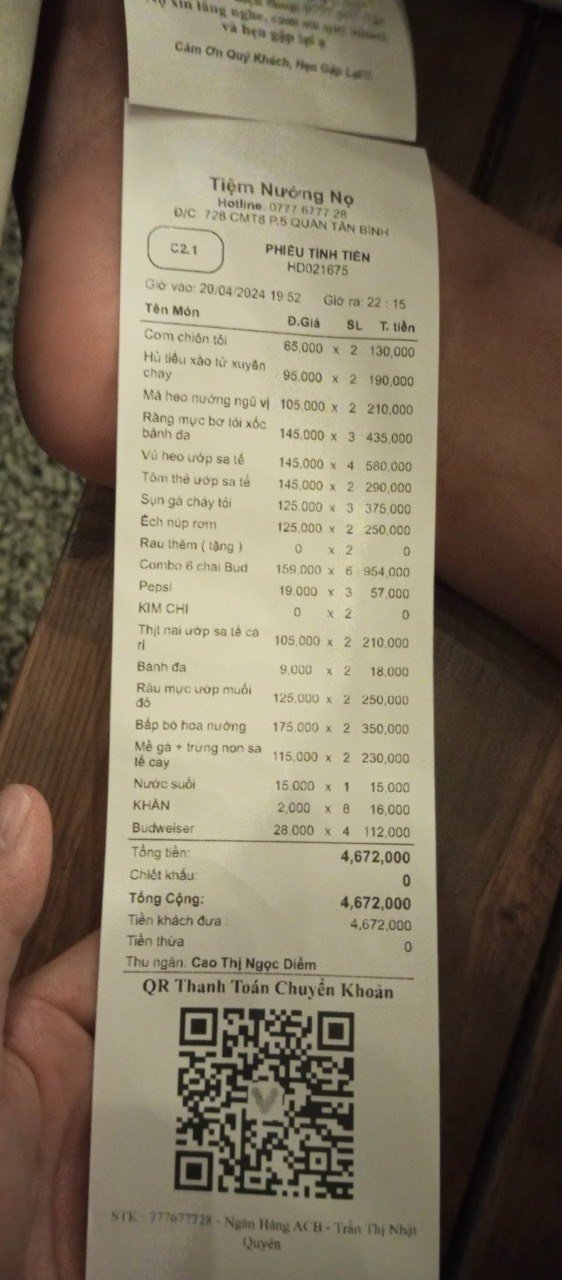 xin lắng nghe, cảm ơn quý khách
và hẹn gặp lại ạ
Cảm Ơn Quý Khách, Hẹn Gặp Lại!!!
Tiệm Nướng Nọ
Hotline: 0777 6777 28
Đ/C: 728 CMT8 P.5 QUẬN TÂN BÌNH
C2.1
PHIẾU TÍNH TIỀN
HD021675
Giờ vào: 20/04/2024 19:52 Giờ ra: 22 : 15
Tên Món Đ.Giá SL T. tiền
Cơm chiên tỏi 65,000 x 2 130,000
Hủ tiếu xào tứ xuyên
chay 95,000 x 2 190,000
Má heo nướng ngũ vị 105,000 x 2 210,000
Ràng mực bơ tỏi xốc
bánh đa 145,000 x 3 435,000
Vú heo ướp sa tế 145,000 x 4 580,000
Tôm thẻ ướp sa tế 145,000 x 2 290,000
Sụn gà cháy tỏi 125,000 x 3 375,000
Ếch núp rơm 125,000 x 2 250,000
Rau thêm ( tặng ) 0 x 2 0
Combo 6 chai Bud 159,000 x 6 954,000
Pepsi 19,000 x 3 57,000
KIM CHI 0 x 2 0
Thịt nai ướp sa tế cà
ri 105,000 x 2 210,000
Bánh đa 9,000 x 2 18,000
Râu mực ướp muối
đỏ 125,000 x 2 250,000
Bắp bò hoa nướng 175,000 x 2 350,000
Mề gà + trứng non sa
tế cay 115,000 x 2 230,000
Nước suối 15,000 x 1 15,000
KHĂN 2,000 x 8 16,000
Budweiser 28,000 x 4 112,000
Tổng tiền: 4,672,000
Chiết khấu: 0
Tổng Cộng: 4,672,000
Tiền khách đưa : 4,672,000
Tiền thừa 0
Thu ngân: Cao Thị Ngọc Diễm
QR Thanh Toán Chuyển Khoản
STK : 777677728 - Ngân Hàng ACB - Trần Thị Nhật
Quyên